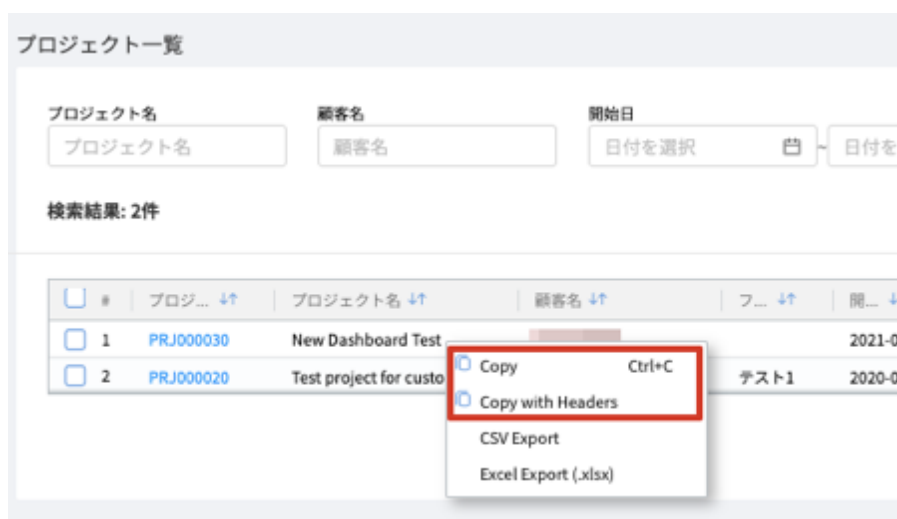 プロジェクト一覧
プロジェクト名 顧客名 開始日
プロジェクト名 顧客名 日付を選択 ~ 日付を
検索結果: 2件
# プロジ... プロジェクト名 顧客名 フ... 開...
1 PRJ000030 New Dashboard Test 2021-0
2 PRJ000020 Test project for custo テスト1 2020-0
Copy Ctrl+C
Copy with Headers
CSV Export
Excel Export (.xlsx)